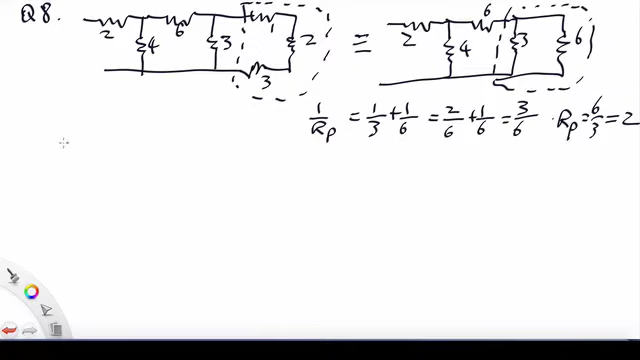 Q8.
2 4 6 3 1 2 3
≡
2 4 6 3 6
1/Rp = 1/3 + 1/6 = 2/6 + 1/6 = 3/6 . Rp = 6/3 = 2